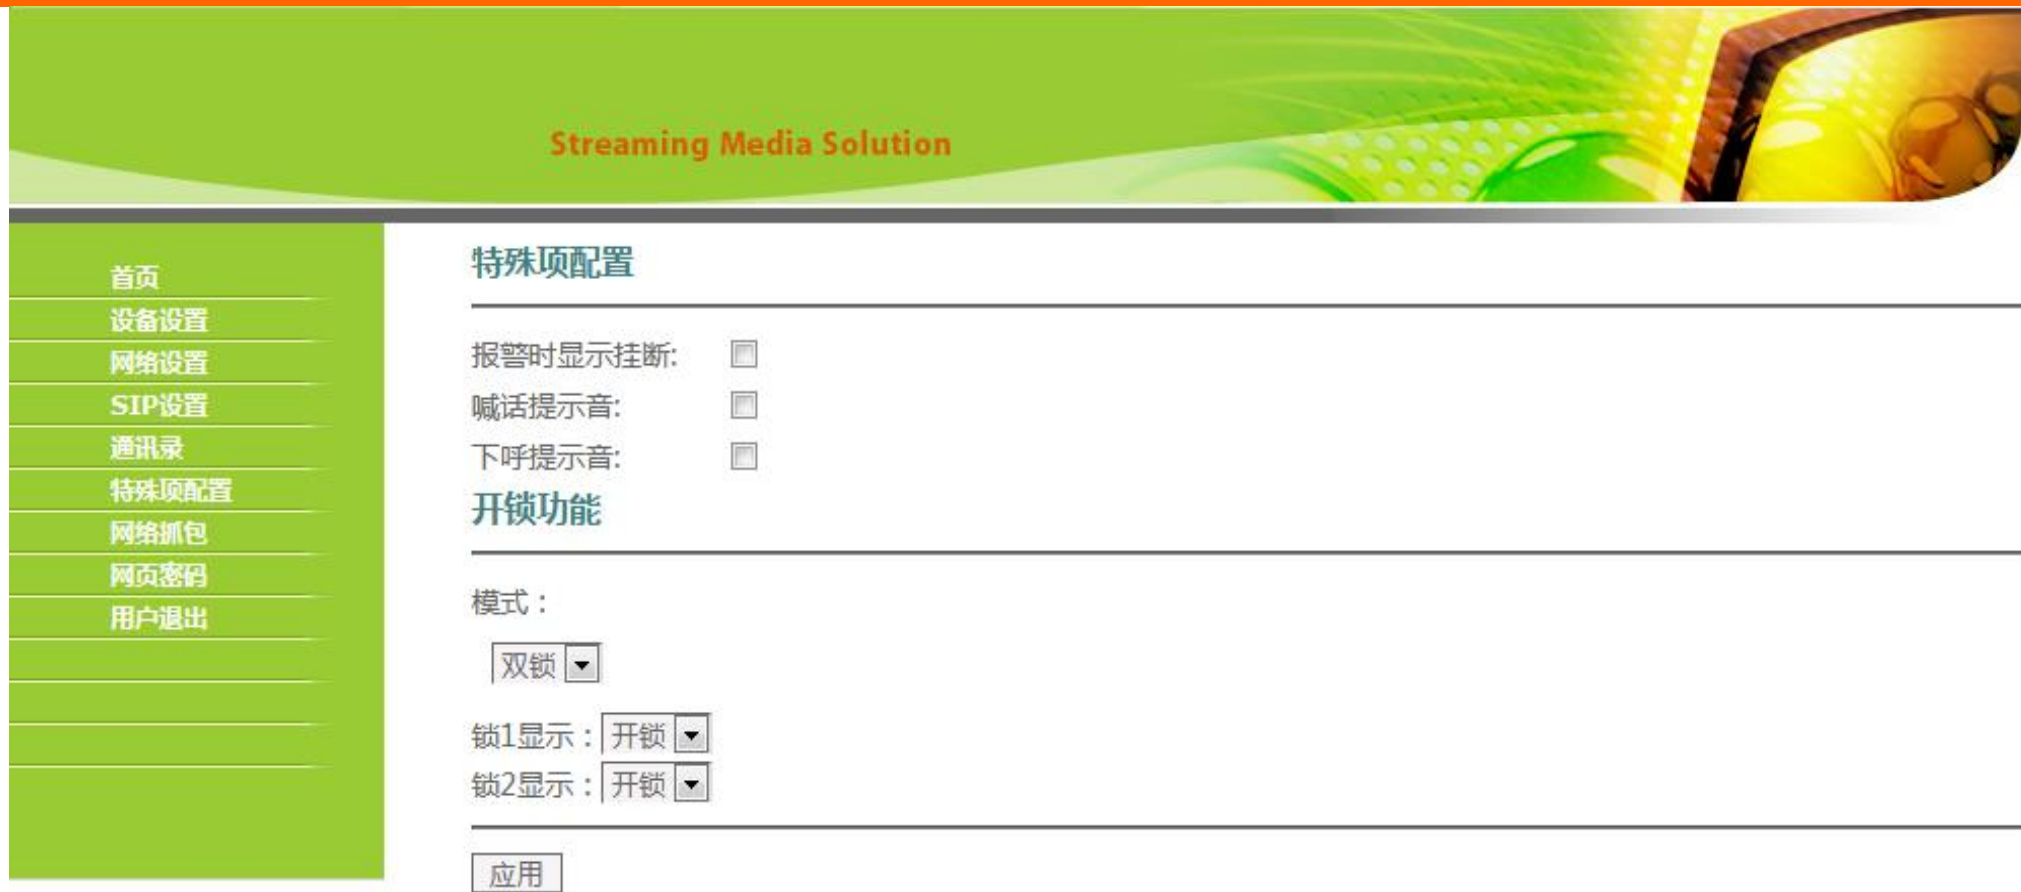 Streaming Media Solution
首页
设备设置
网络设置
SIP设置
通讯录
特殊项配置
网络抓包
网页密码
用户退出
特殊项配置
报警时显示挂断:
喊话提示音:
下呼提示音:
开锁功能
模式：
双锁
锁1显示：开锁
锁2显示：开锁
应用